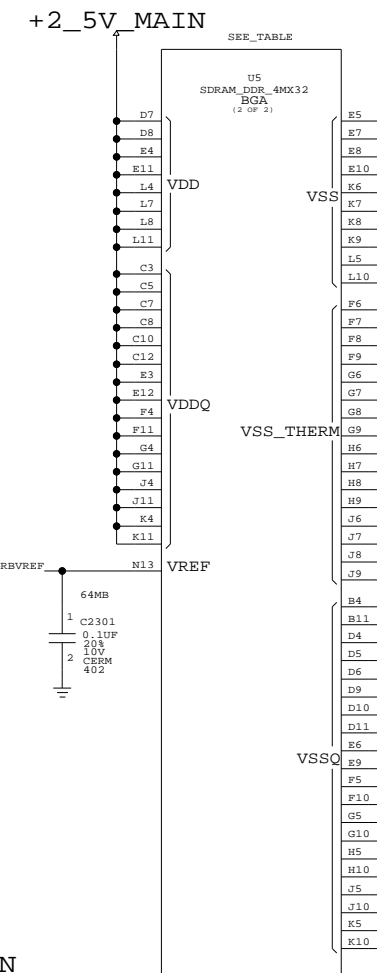 +2_5V_MAIN
SEE_TABLE
U5
SDRAM_DDR_4MX32
BGA
(2 OF 2)
D7
D8
E4
E11
L4
L7
L8
L11
VDD
C3
C5
C7
C8
C10
C12
E3
E12
F4
F11
G4
G11
J4
J11
K4
K11
VDDQ
RBVREF
N13
VREF
64MB
1
C2301
0.1UF
20%
10V
CERM
402
2
E5
E7
E8
E10
K6
K7
K8
K9
L5
L10
VSS
F6
F7
F8
F9
G6
G7
G8
G9
H6
H7
H8
H9
J6
J7
J8
J9
VSS_THERM
B4
B11
D4
D5
D6
D9
D10
D11
E6
E9
F5
F10
G5
G10
H5
H10
J5
J10
K5
K10
VSSQ
N